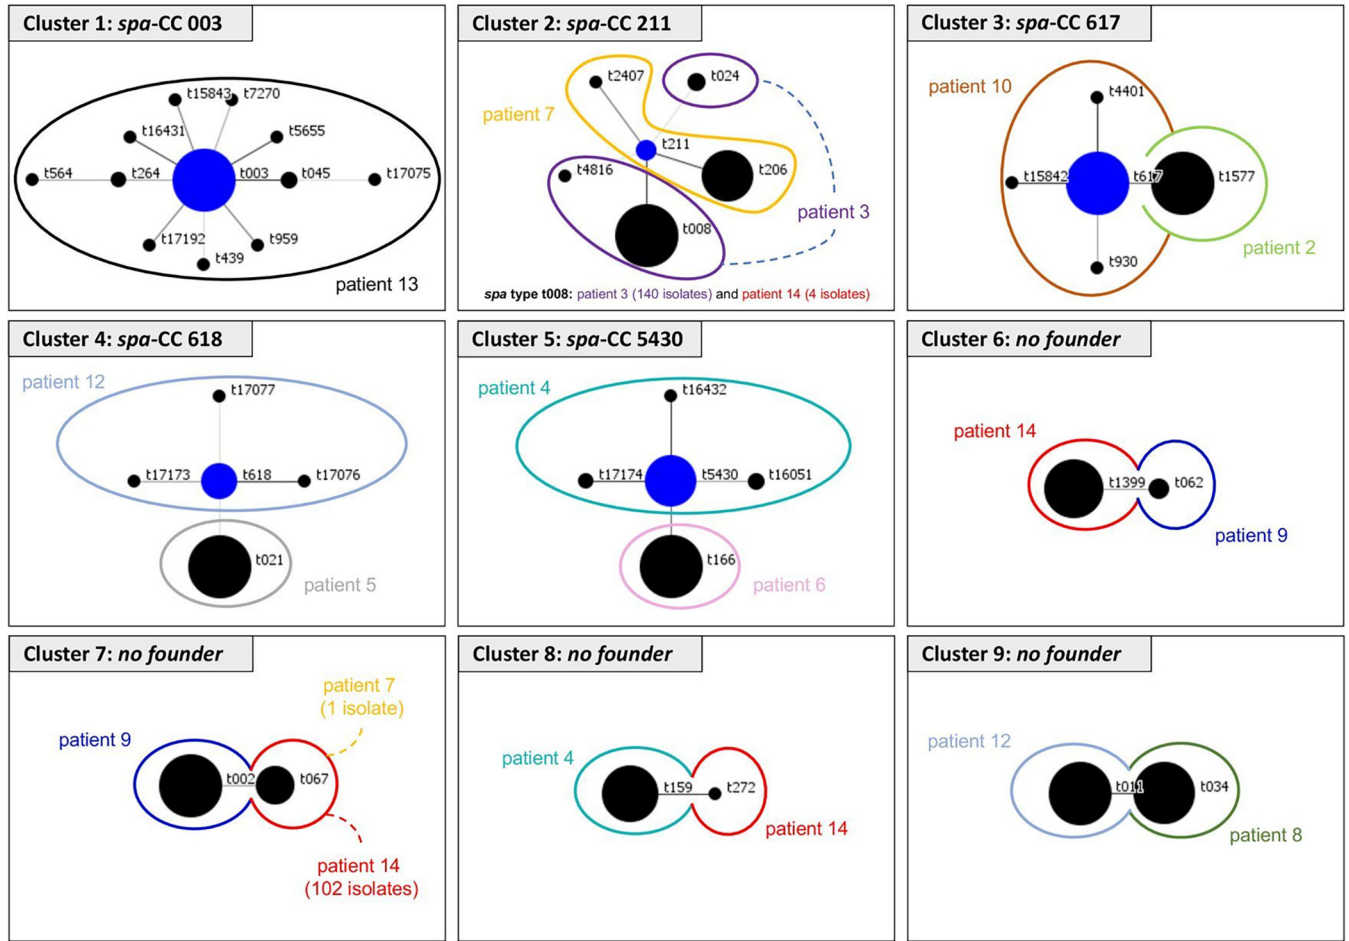 Cluster 1: spa-CC 003
t15843
t7270
t16431
t5655
t564
t264
t003
t045
t17075
t17192
t959
t439
patient 13
Cluster 2: spa-CC 211
t2407
t024
patient 7
t211
t4816
t206
patient 3
t008
spa type t008: patient 3 (140 isolates) and patient 14 (4 isolates)
Cluster 3: spa-CC 617
patient 10
t4401
t15842
t617
t1577
patient 2
t930
Cluster 4: spa-CC 618
patient 12
t17077
t17173
t618
t17076
t021
patient 5
Cluster 5: spa-CC 5430
patient 4
t16432
t17174
t5430
t16051
t166
patient 6
Cluster 6: no founder
patient 14
t1399
t062
patient 9
Cluster 7: no founder
patient 7
(1 isolate)
patient 9
t002
t067
patient 14
(102 isolates)
Cluster 8: no founder
patient 4
t159
t272
patient 14
Cluster 9: no founder
patient 12
t011
t034
patient 8